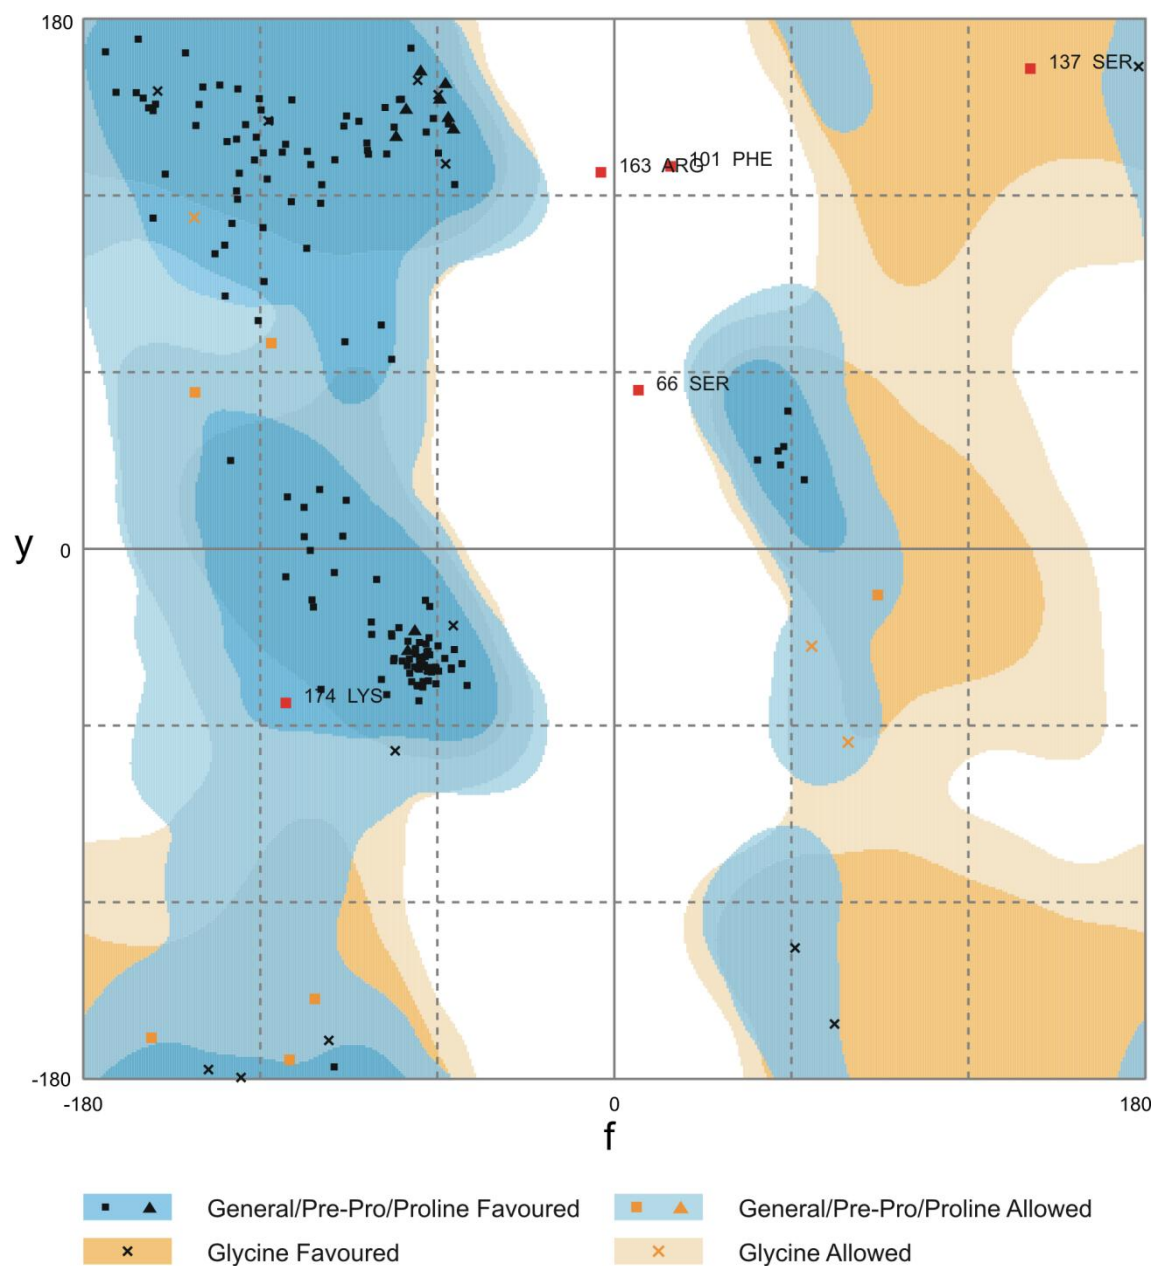 180
137 SER
163 ARG
101 PHE
66 SER
y
0
174 LYS
-180
-180
0
180
f
General/Pre-Pro/Proline Favoured
General/Pre-Pro/Proline Allowed
Glycine Favoured
Glycine Allowed